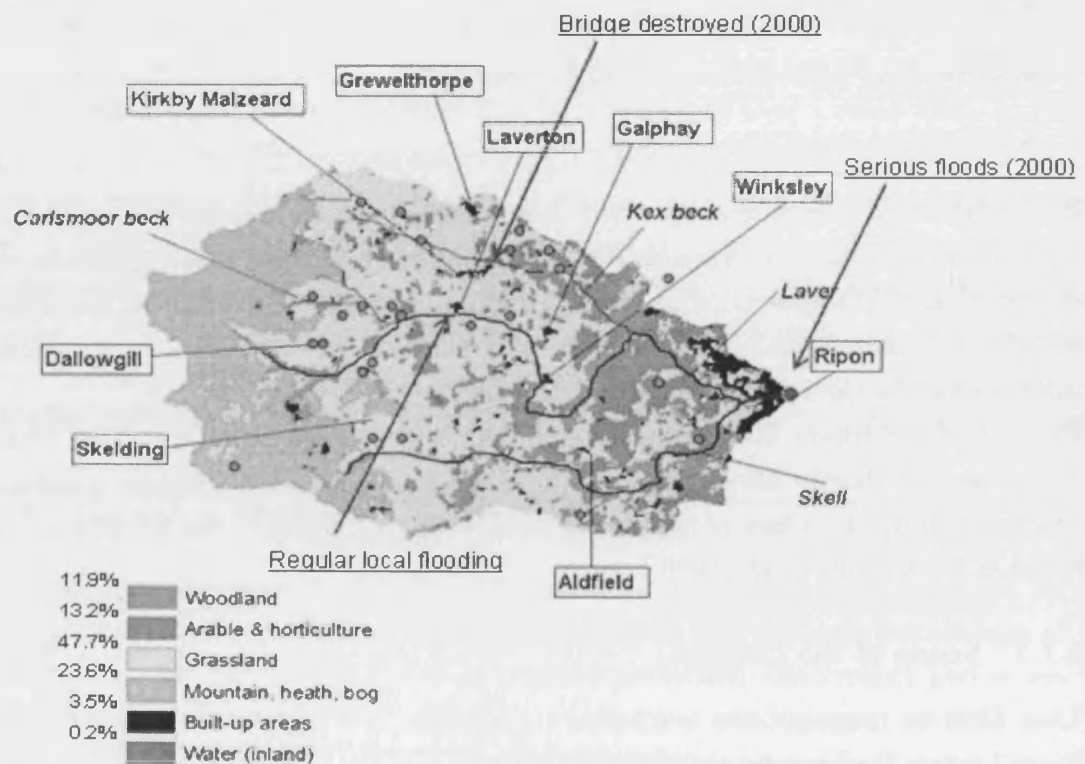 Bridge destroyed (2000)
Grewelthorpe
Kirkby Malzeard
Laverton
Galphay
Serious floods (2000)
Winksley
Carlsmoor beck
Kex beck
Laver
Dallowgill
Ripon
Skelding
Skell
Regular local flooding
Aldfield
11.9%
Woodland
13.2%
Arable & horticulture
47.7%
Grassland
23.6%
Mountain, heath, bog
3.5%
Built-up areas
0.2%
Water (inland)